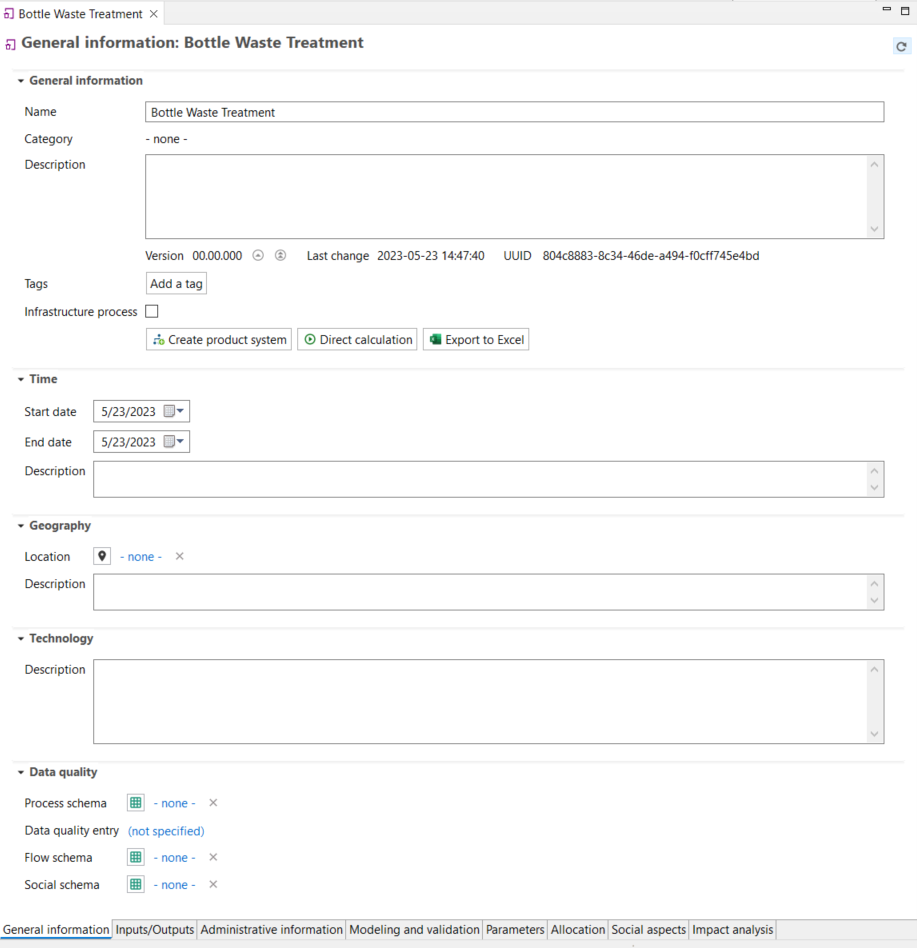 Bottle Waste Treatment
General information: Bottle Waste Treatment
General information
Name Bottle Waste Treatment
Category - none -
Description
Version 00.00.000 Last change 2023-05-23 14:47:40 UUID 804c8883-8c34-46de-a494-f0cff745e4bd
Tags Add a tag
Infrastructure process
Create product system Direct calculation Export to Excel
Time
Start date 5/23/2023
End date 5/23/2023
Description
Geography
Location - none -
Description
Technology
Description
Data quality
Process schema - none -
Data quality entry (not specified)
Flow schema - none -
Social schema - none -
General information Inputs/Outputs Administrative information Modeling and validation Parameters Allocation Social aspects Impact analysis